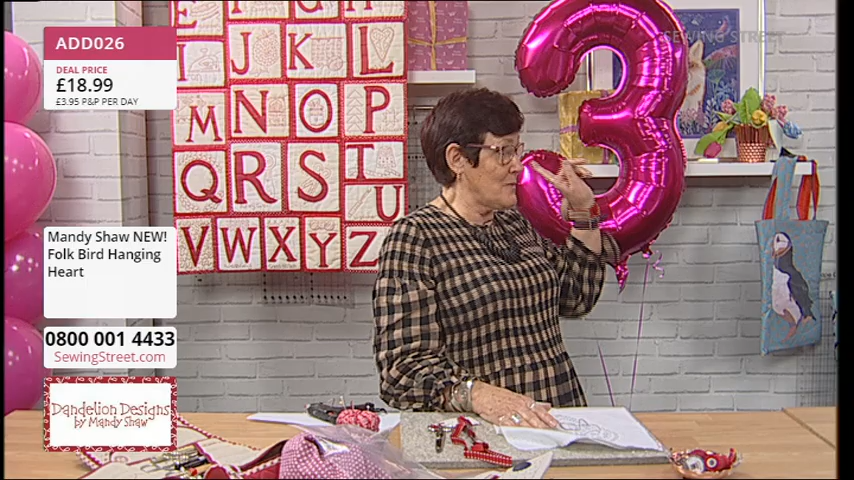 ADD026
DEAL PRICE
£18.99
£3.95 P&P PER DAY
Mandy Shaw NEW!
Folk Bird Hanging
Heart
0800 001 4433
SewingStreet.com
Dandelion Designs
by Mandy Shaw
SEWING STREET
E
I J K L
M N O P
Q R S T U
V W X Y Z
3